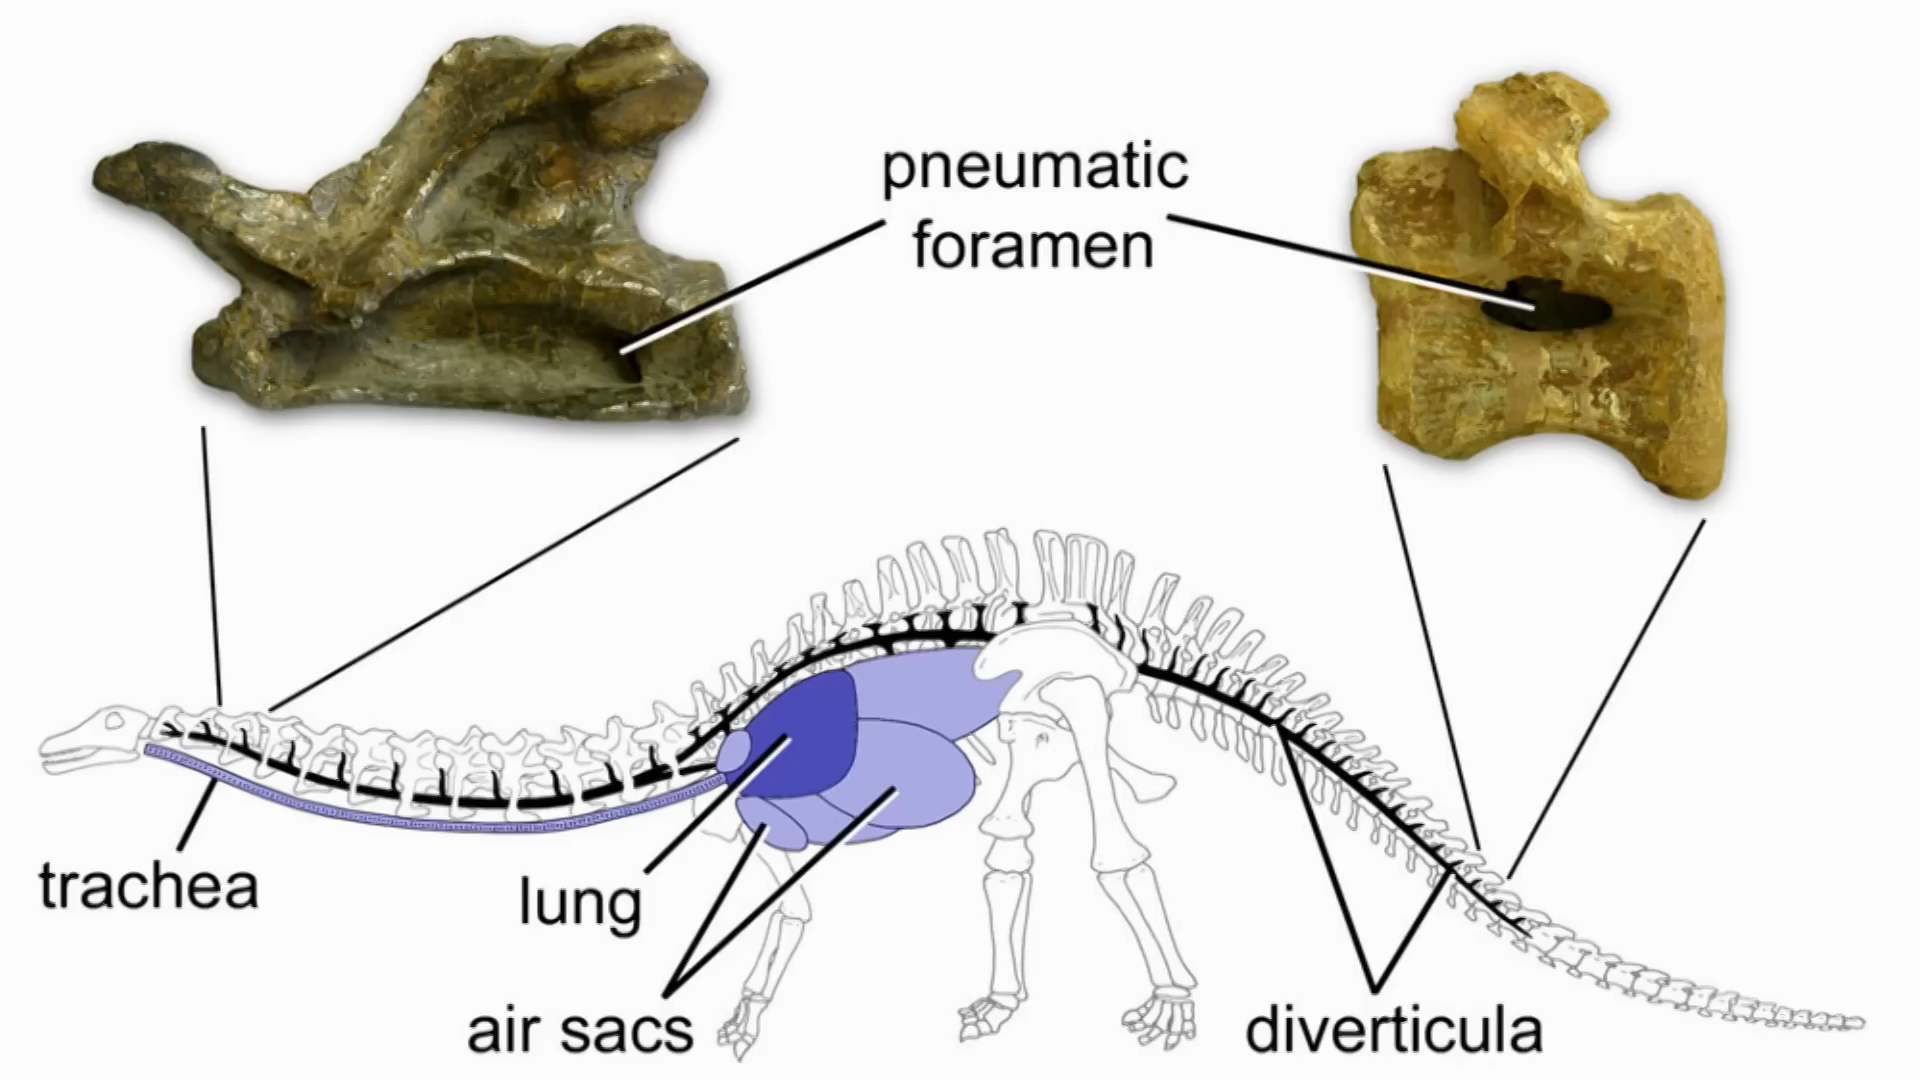 pneumatic
foramen
trachea
lung
air sacs
diverticula